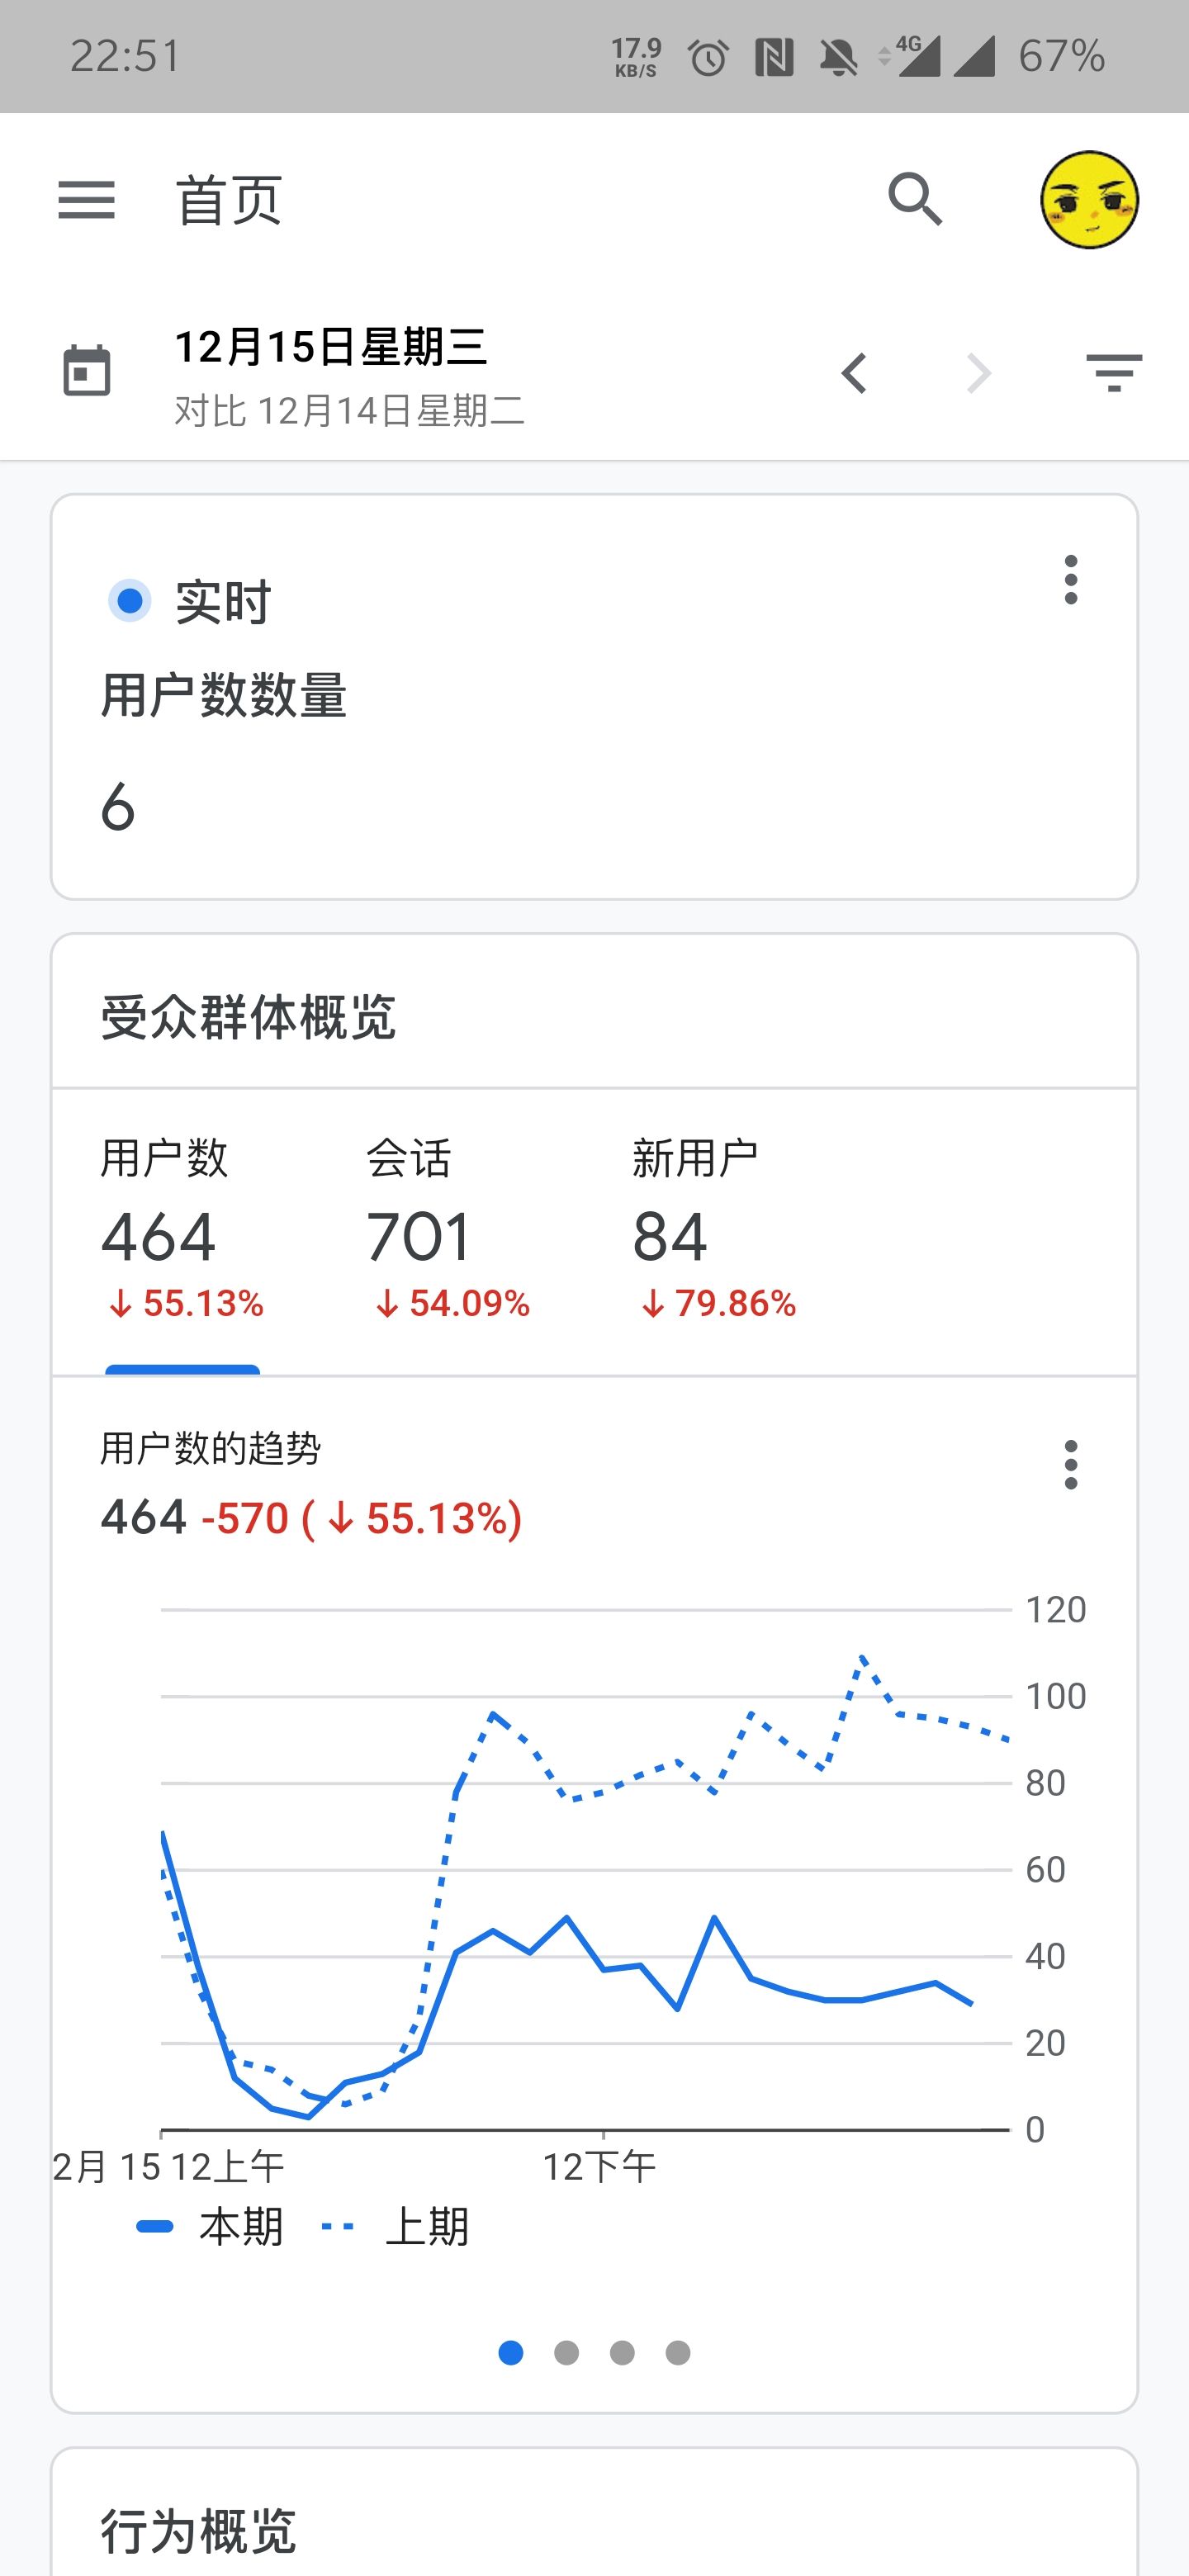 22:51
17.9
KB/S
4G
67%
首页
12月15日星期三
对比 12月14日星期二
实时
用户数数量
6
受众群体概览
用户数 会话 新用户
464 701 84
↓ 55.13% ↓ 54.09% ↓ 79.86%
用户数的趋势
464 -570 (↓ 55.13%)
120
100
80
60
40
20
0
2月 15 12上午 12下午
本期 上期
行为概览